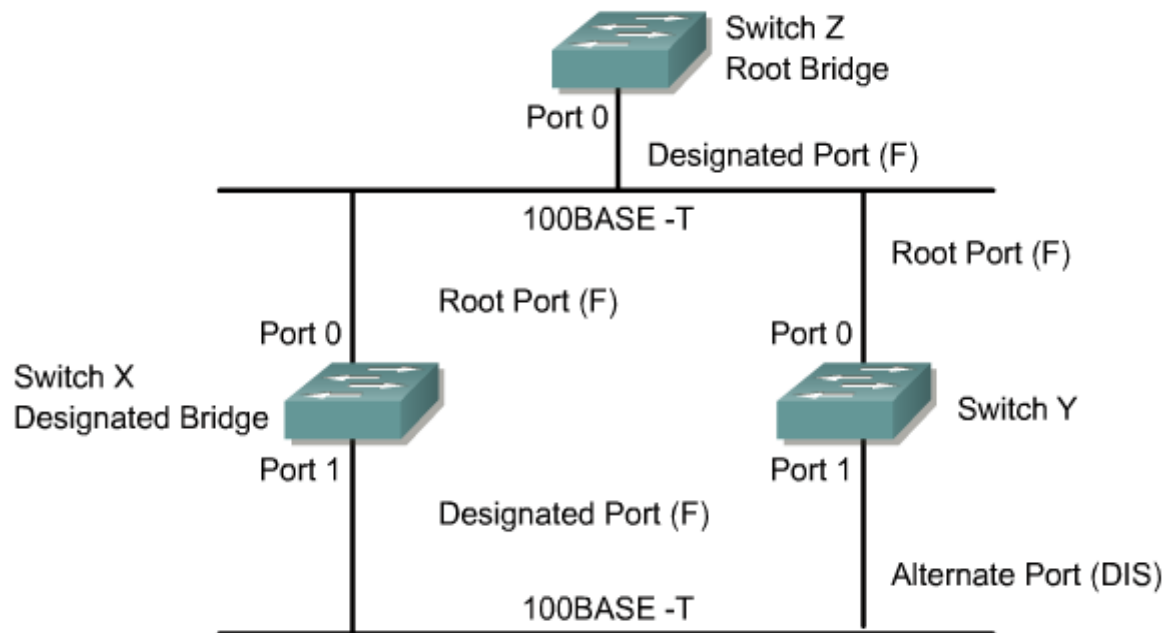 Switch Z
Root Bridge
Port 0
Designated Port (F)
100BASE -T
Root Port (F)
Root Port (F)
Port 0
Port 0
Switch X
Designated Bridge
Switch Y
Port 1
Port 1
Designated Port (F)
Alternate Port (DIS)
100BASE -T